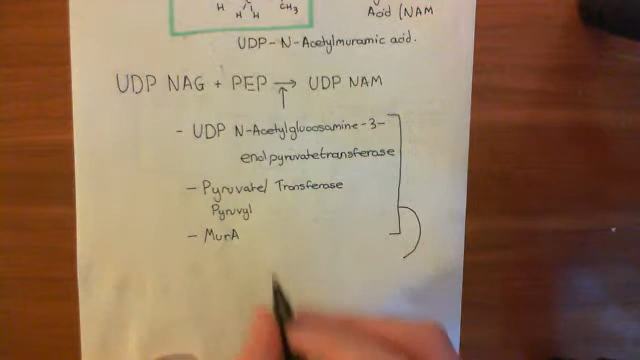 H
H H
CH₃
Acid (NAM
UDP-N-Acetylmuramic acid.
UDP NAG + PEP → UDP NAM
- UDP N-Acetylglucosamine-3-
enolpyruvatetransferase
- Pyruvate/ Transferase
Pyruvyl
- MurA